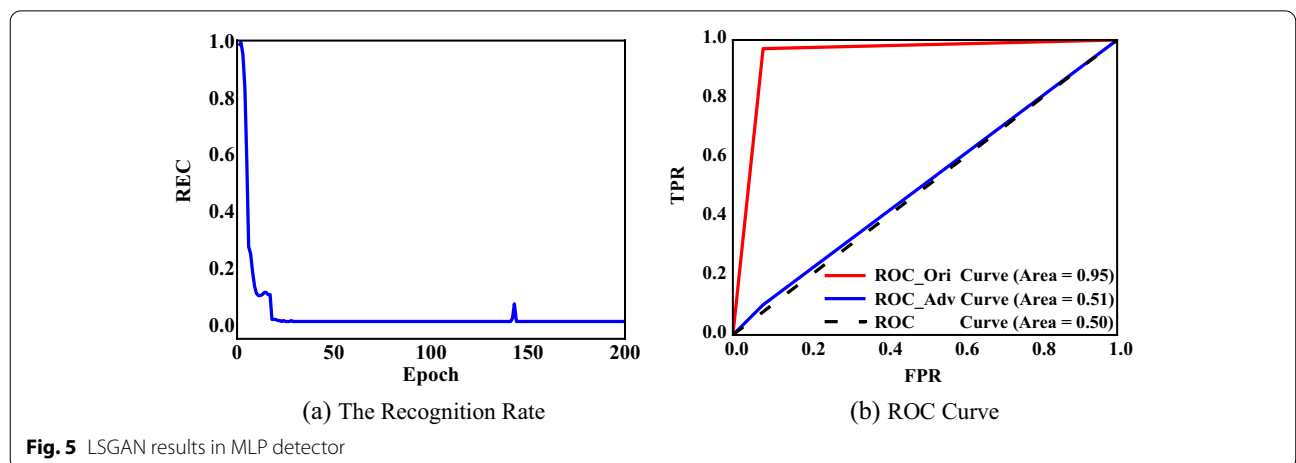 1.0
0.8
0.6
0.4
0.2
0.0
REC
0
50
100
150
200
Epoch
(a) The Recognition Rate
1.0
0.8
0.6
0.4
0.2
0.0
TPR
ROC_Ori Curve (Area = 0.95)
ROC_Adv Curve (Area = 0.51)
ROC Curve (Area = 0.50)
0.0
0.2
0.4
0.6
0.8
1.0
FPR
(b) ROC Curve
Fig. 5 LSGAN results in MLP detector